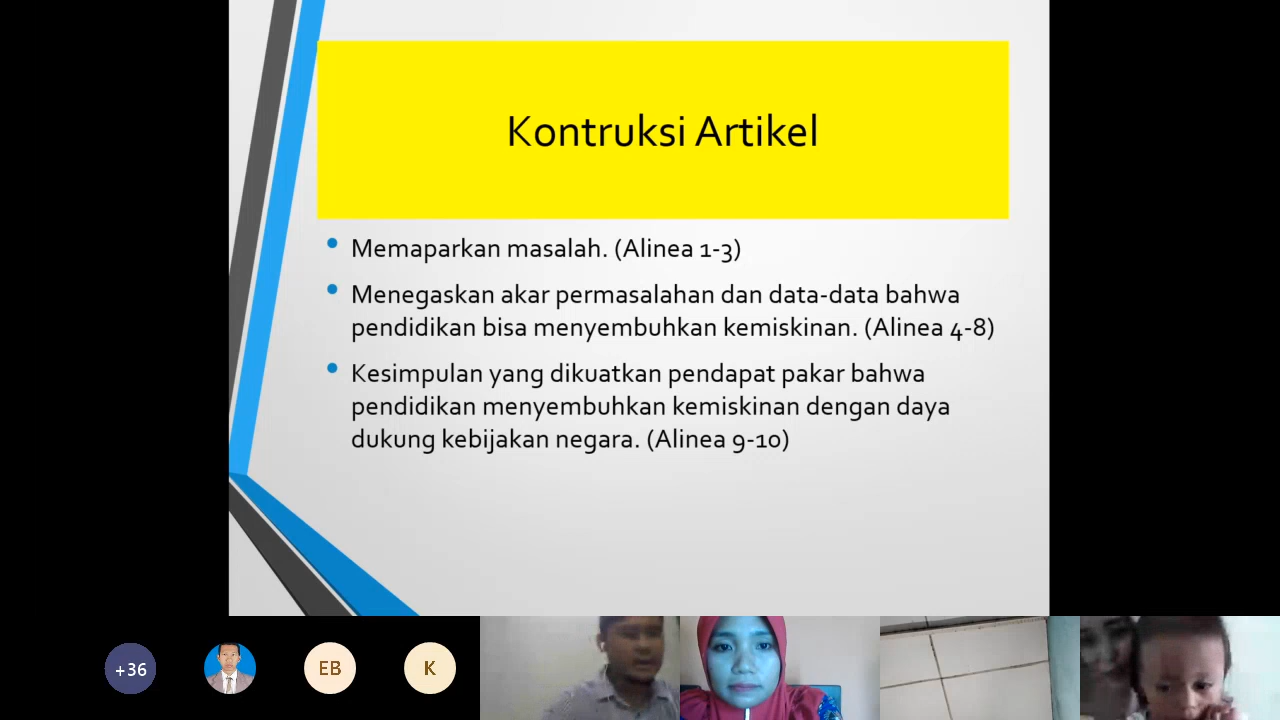 Kontruksi Artikel
Memaparkan masalah. (Alinea 1-3)
Menegaskan akar permasalahan dan data-data bahwa
pendidikan bisa menyembuhkan kemiskinan. (Alinea 4-8)
Kesimpulan yang dikuatkan pendapat pakar bahwa
pendidikan menyembuhkan kemiskinan dengan daya
dukung kebijakan negara. (Alinea 9-10)
+36
EB
K